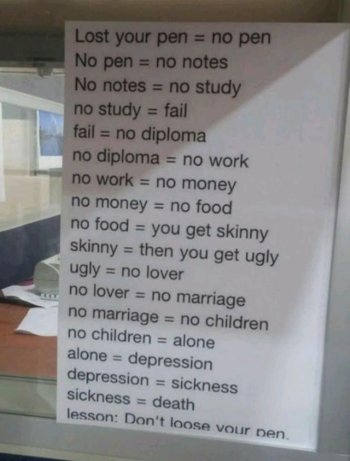 Lost your pen = no pen
No pen = no notes
No notes = no study
no study = fail
fail = no diploma
no diploma = no work
no work = no money
no money = no food
no food = you get skinny
skinny = then you get ugly
ugly = no lover
no lover = no marriage
no marriage = no children
no children = alone
alone = depression
depression = sickness
sickness = death
lesson: Don't loose your pen.